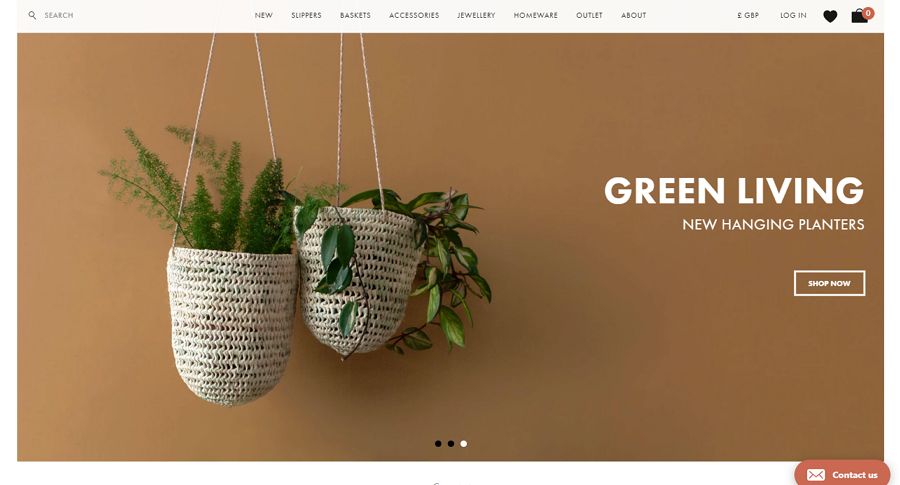 SEARCH
NEW
SLIPPERS
BASKETS
ACCESSORIES
JEWELLERY
HOMEWARE
OUTLET
ABOUT
£ GBP
LOG IN
0
GREEN LIVING
NEW HANGING PLANTERS
SHOP NOW
Contact us